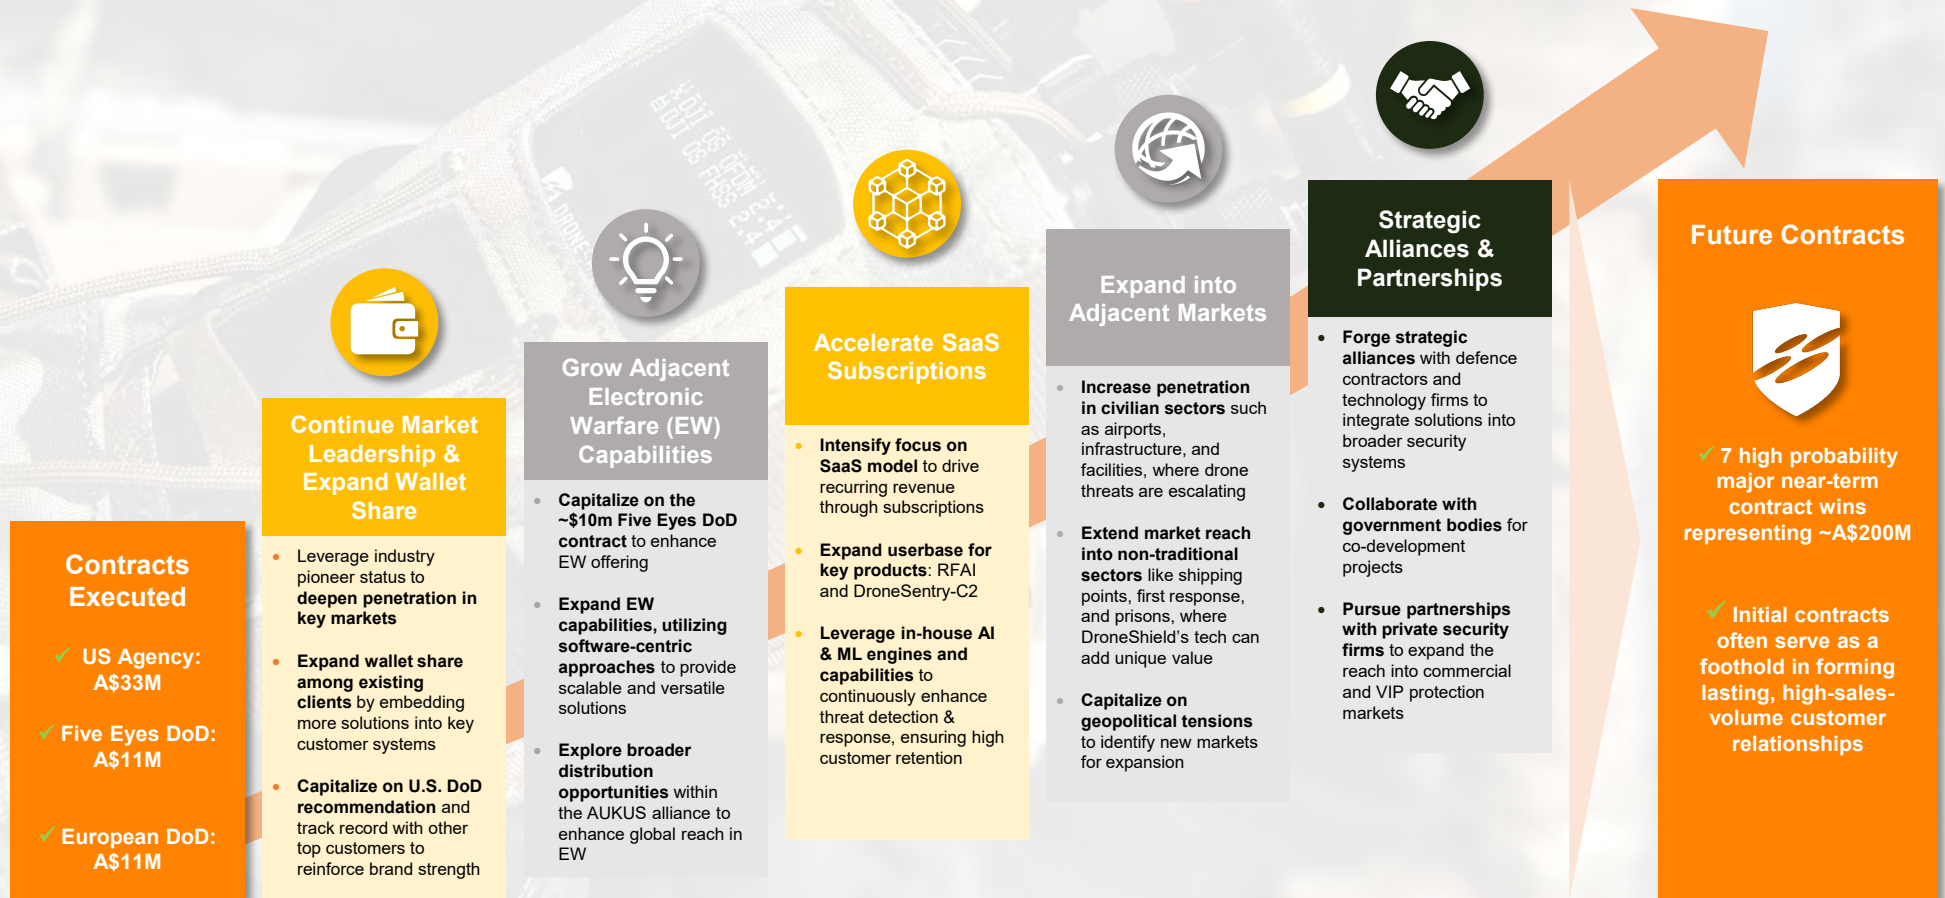 Contracts
Executed
US Agency:
A$33M
Five Eyes DoD:
A$11M
European DoD:
A$11M
Continue Market
Leadership &
Expand Wallet
Share
Leverage industry
pioneer status to
deepen penetration in
key markets
Expand wallet share
among existing
clients by embedding
more solutions into key
customer systems
Capitalize on U.S. DoD
recommendation and
track record with other
top customers to
reinforce brand strength
Grow Adjacent
Electronic
Warfare (EW)
Capabilities
Capitalize on the
~$10m Five Eyes DoD
contract to enhance
EW offering
Expand EW
capabilities, utilizing
software-centric
approaches to provide
scalable and versatile
solutions
Explore broader
distribution
opportunities within
the AUKUS alliance to
enhance global reach in
EW
Accelerate SaaS
Subscriptions
Intensify focus on
SaaS model to drive
recurring revenue
through subscriptions
Expand userbase for
key products: RFAI
and DroneSentry-C2
Leverage in-house AI
& ML engines and
capabilities to
continuously enhance
threat detection &
response, ensuring high
customer retention
Expand into
Adjacent Markets
Increase penetration
in civilian sectors such
as airports,
infrastructure, and
facilities, where drone
threats are escalating
Extend market reach
into non-traditional
sectors like shipping
points, first response,
and prisons, where
DroneShield's tech can
add unique value
Capitalize on
geopolitical tensions
to identify new markets
for expansion
Strategic
Alliances &
Partnerships
Forge strategic
alliances with defence
contractors and
technology firms to
integrate solutions into
broader security
systems
Collaborate with
government bodies for
co-development
projects
Pursue partnerships
with private security
firms to expand the
reach into commercial
and VIP protection
markets
Future Contracts
7 high probability
major near-term
contract wins
representing ~A$200M
Initial contracts
often serve as a
foothold in forming
lasting, high-sales-
volume customer
relationships